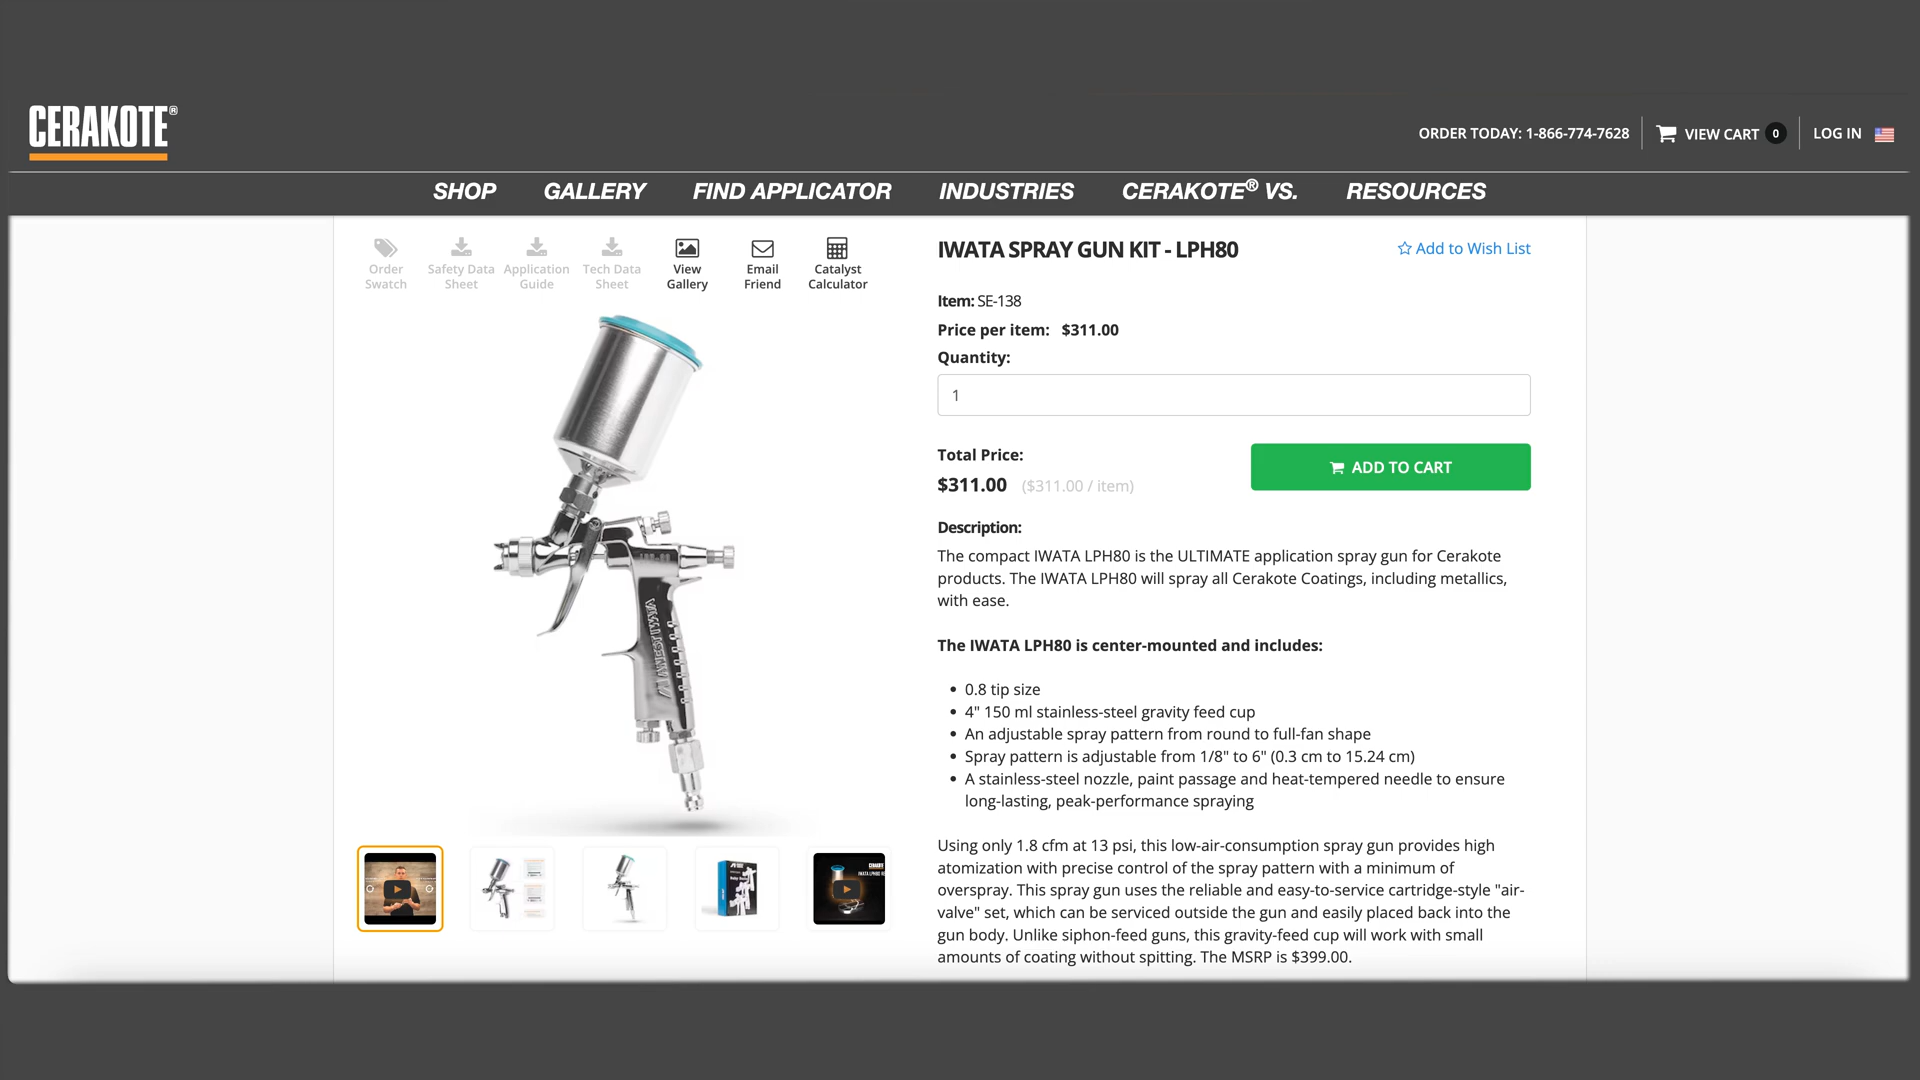 CERAKOTE®
ORDER TODAY: 1-866-774-7628
VIEW CART 0
LOG IN
SHOP GALLERY FIND APPLICATOR INDUSTRIES CERAKOTE® VS. RESOURCES
Order Swatch
Safety Data Sheet
Application Guide
Tech Data Sheet
View Gallery
Email Friend
Catalyst Calculator
IWATA SPRAY GUN KIT - LPH80
Add to Wish List
Item: SE-138
Price per item: $311.00
Quantity:
1
Total Price:
$311.00 ($311.00 / item)
ADD TO CART
Description:
The compact IWATA LPH80 is the ULTIMATE application spray gun for Cerakote
products. The IWATA LPH80 will spray all Cerakote Coatings, including metallics,
with ease.
The IWATA LPH80 is center-mounted and includes:
• 0.8 tip size
• 4" 150 ml stainless-steel gravity feed cup
• An adjustable spray pattern from round to full-fan shape
• Spray pattern is adjustable from 1/8" to 6" (0.3 cm to 15.24 cm)
• A stainless-steel nozzle, paint passage and heat-tempered needle to ensure
long-lasting, peak-performance spraying
Using only 1.8 cfm at 13 psi, this low-air-consumption spray gun provides high
atomization with precise control of the spray pattern with a minimum of
overspray. This spray gun uses the reliable and easy-to-service cartridge-style "air-
valve" set, which can be serviced outside the gun and easily placed back into the
gun body. Unlike siphon-feed guns, this gravity-feed cup will work with small
amounts of coating without spitting. The MSRP is $399.00.